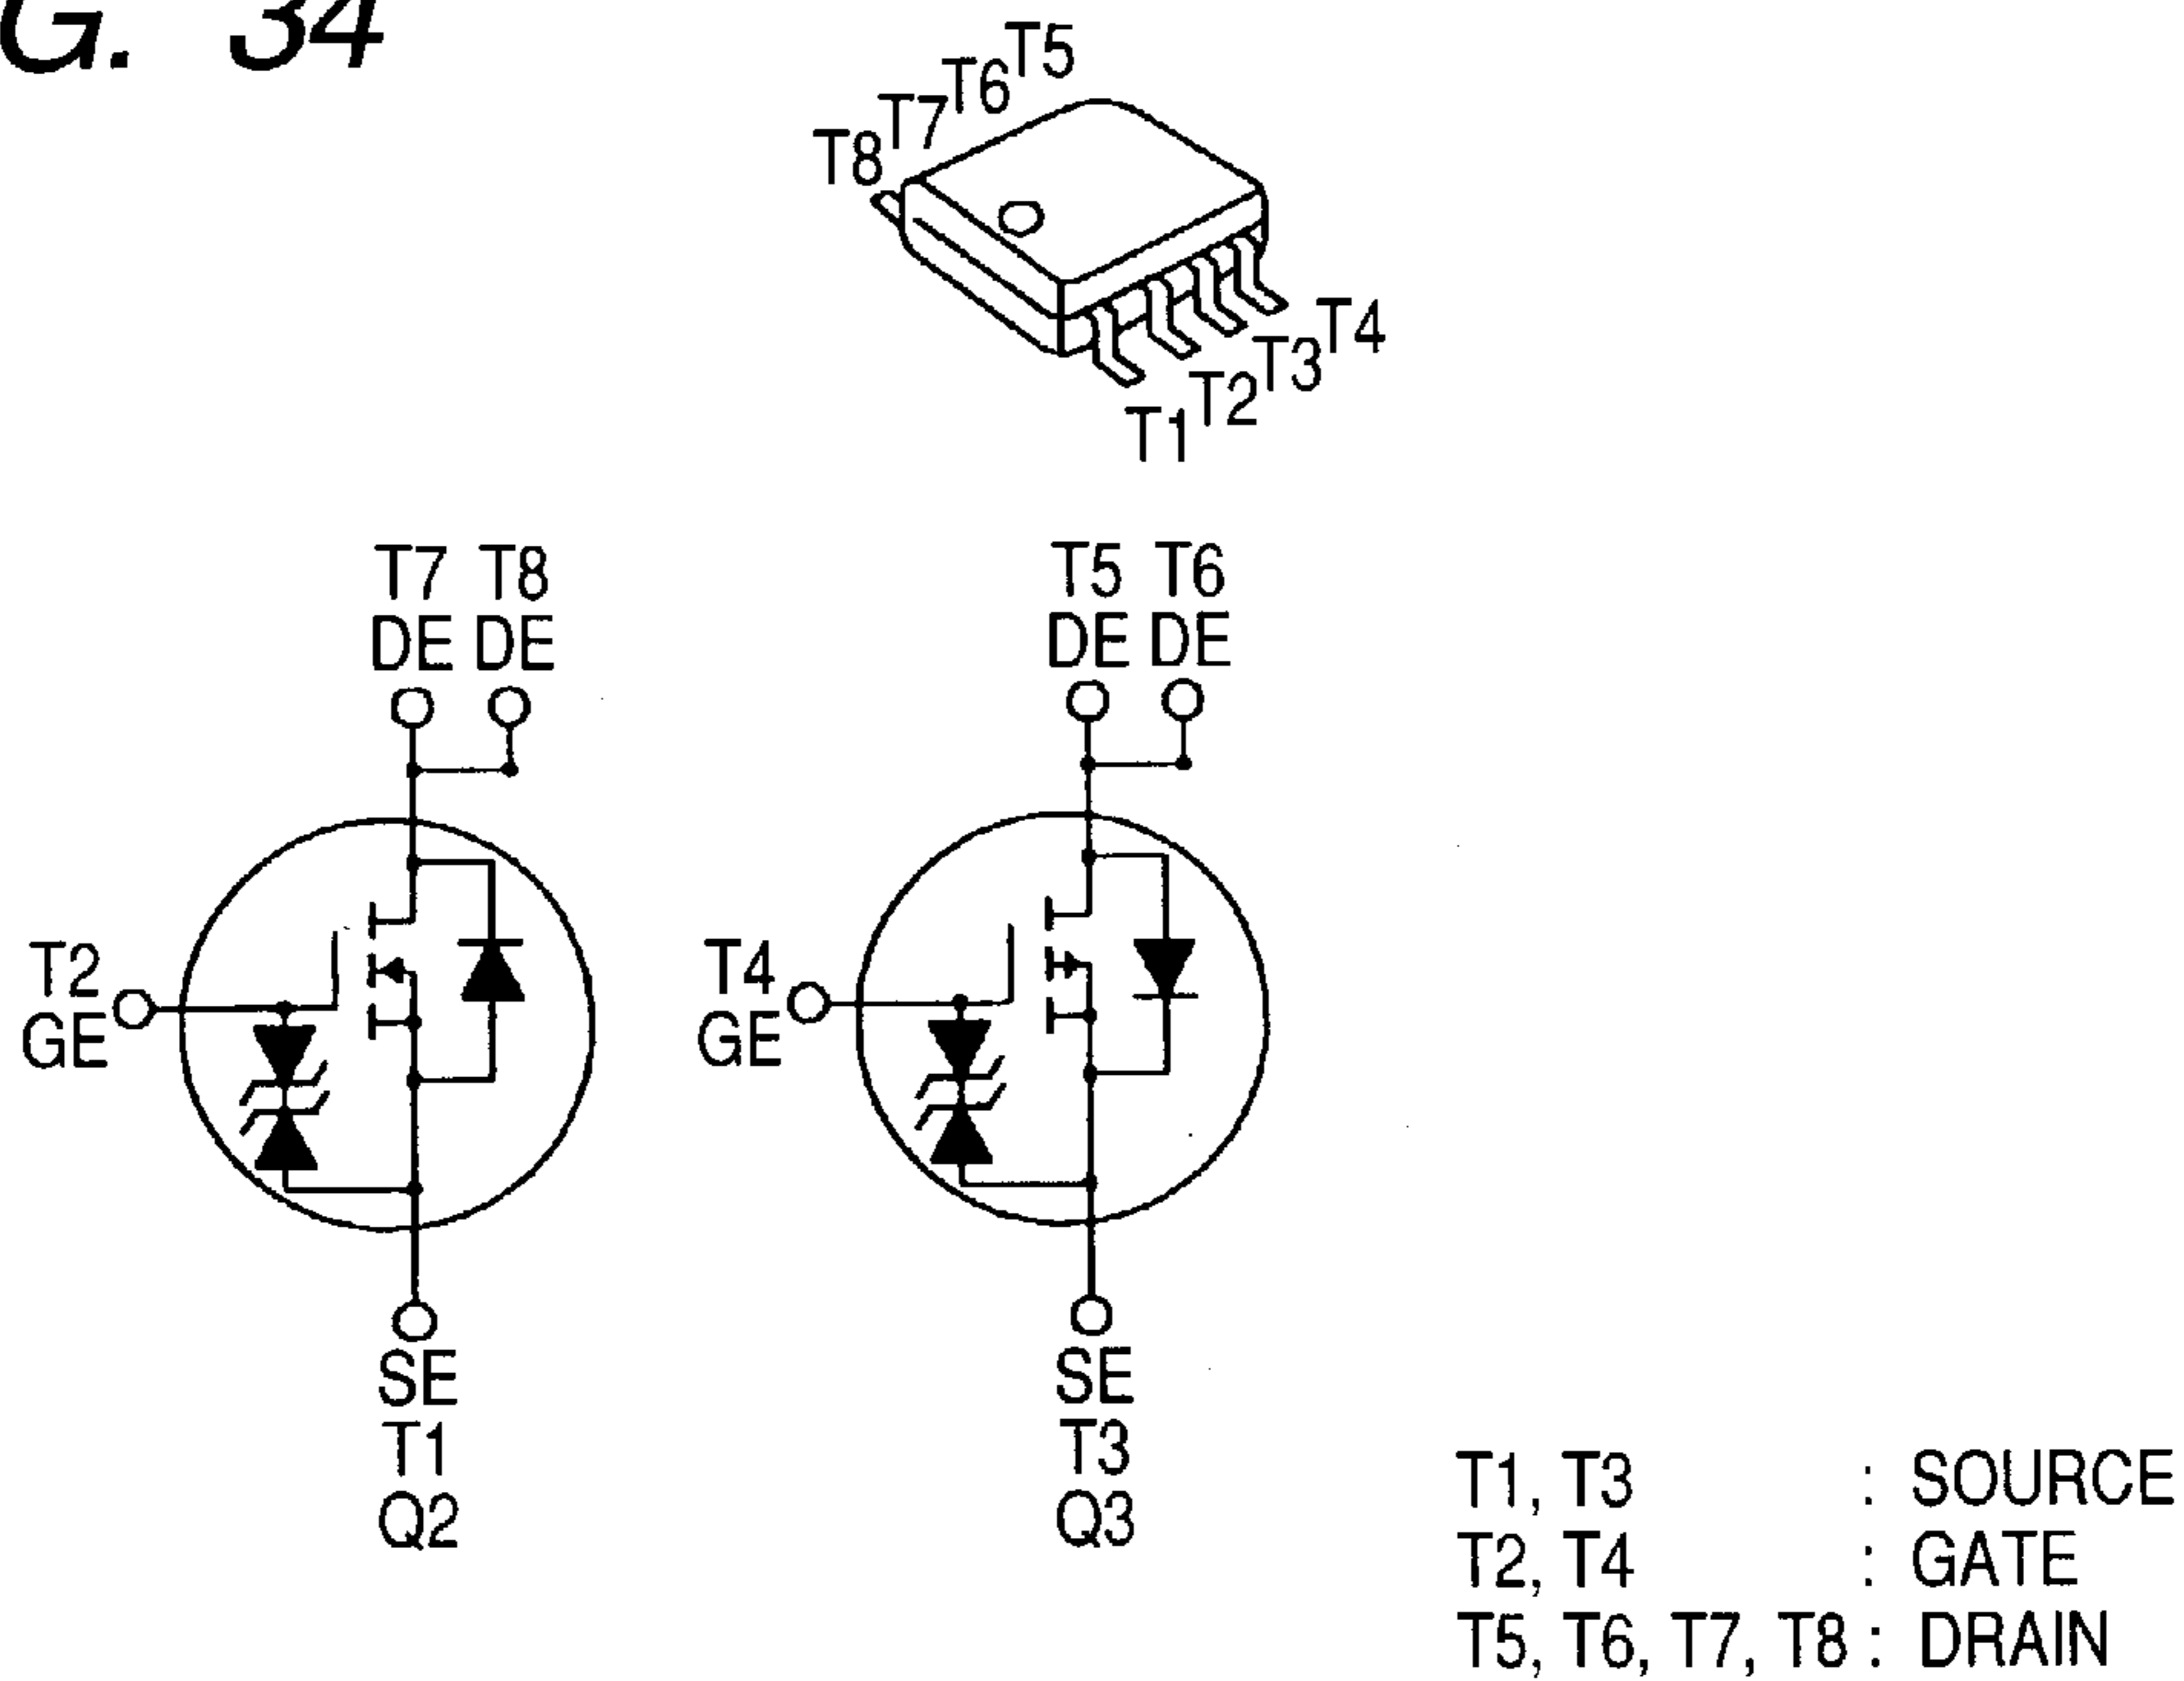 G. 34
T5
T6
T7
T8
T4
T3
T2
T1
T7 T8
DE DE
T5 T6
DE DE
T2
GE
T4
GE
SE
T1
Q2
SE
T3
Q3
T1, T3 : SOURCE
T2, T4 : GATE
T5, T6, T7, T8 : DRAIN